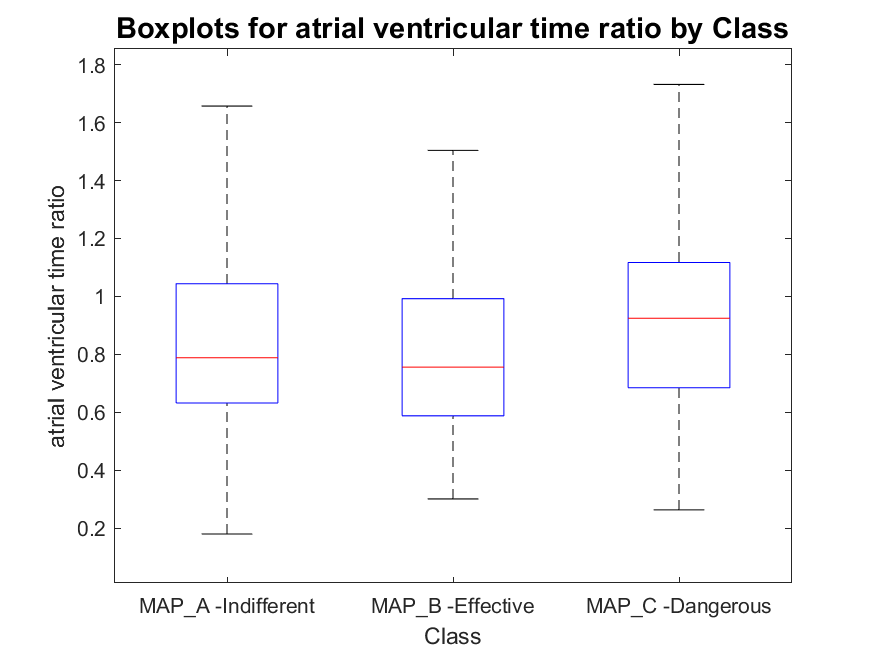 Boxplots for atrial ventricular time ratio by Class
atrial ventricular time ratio
1.8
1.6
1.4
1.2
1
0.8
0.6
0.4
0.2
MAP_A -Indifferent
MAP_B -Effective
MAP_C -Dangerous
Class